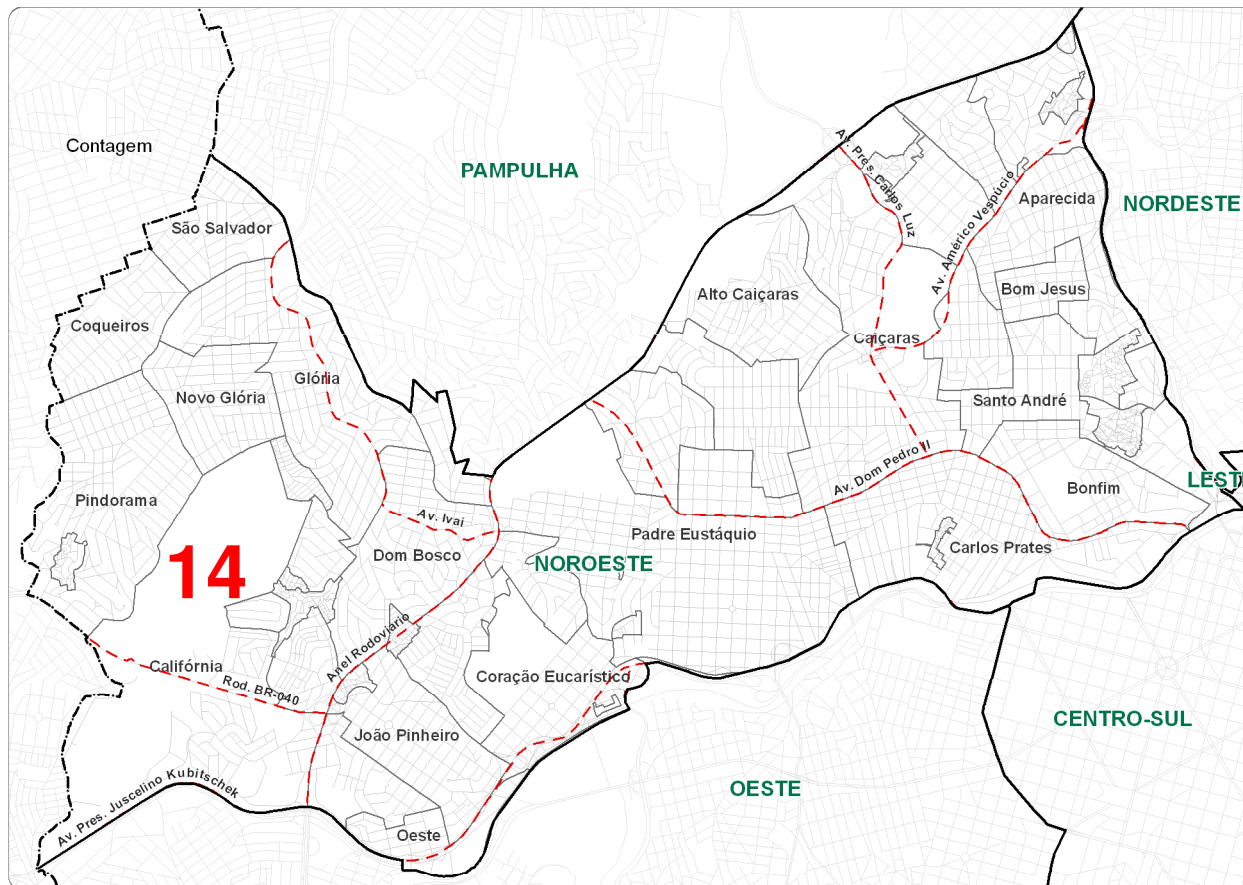 Contagem
PAMPULHA
Av. Pres. Carlos Luz
Av. Américo Vespúcio
Aparecida
NORDESTE
São Salvador
Alto Caiçaras
Bom Jesus
Coqueiros
Caiçaras
Glória
Novo Glória
Santo André
Av. Dom Pedro II
Bonfim
LEST
Pindorama
Av. Ivaí
Padre Eustáquio
Carlos Prates
Dom Bosco
NOROESTE
14
Anel Rodoviario
Califórnia
Rod. BR-040
Coração Eucarístico
CENTRO-SUL
João Pinheiro
OESTE
Av. Pres. Juscelino Kubitschek
Oeste